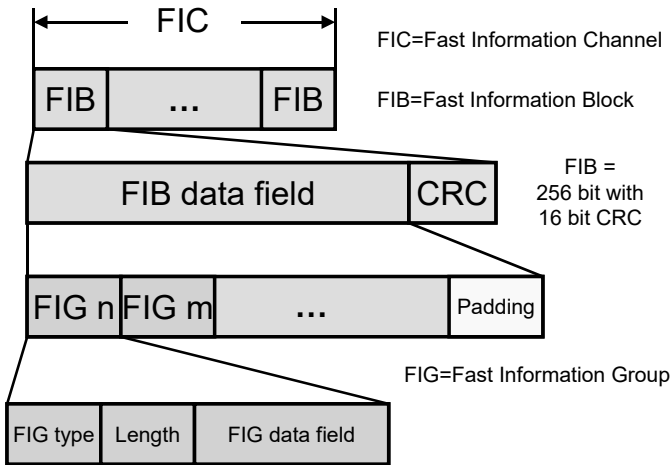 FIC
FIC=Fast Information Channel
FIB
...
FIB
FIB=Fast Information Block
FIB data field
CRC
FIB =
256 bit with
16 bit CRC
FIG n
FIG m
...
Padding
FIG=Fast Information Group
FIG type
Length
FIG data field